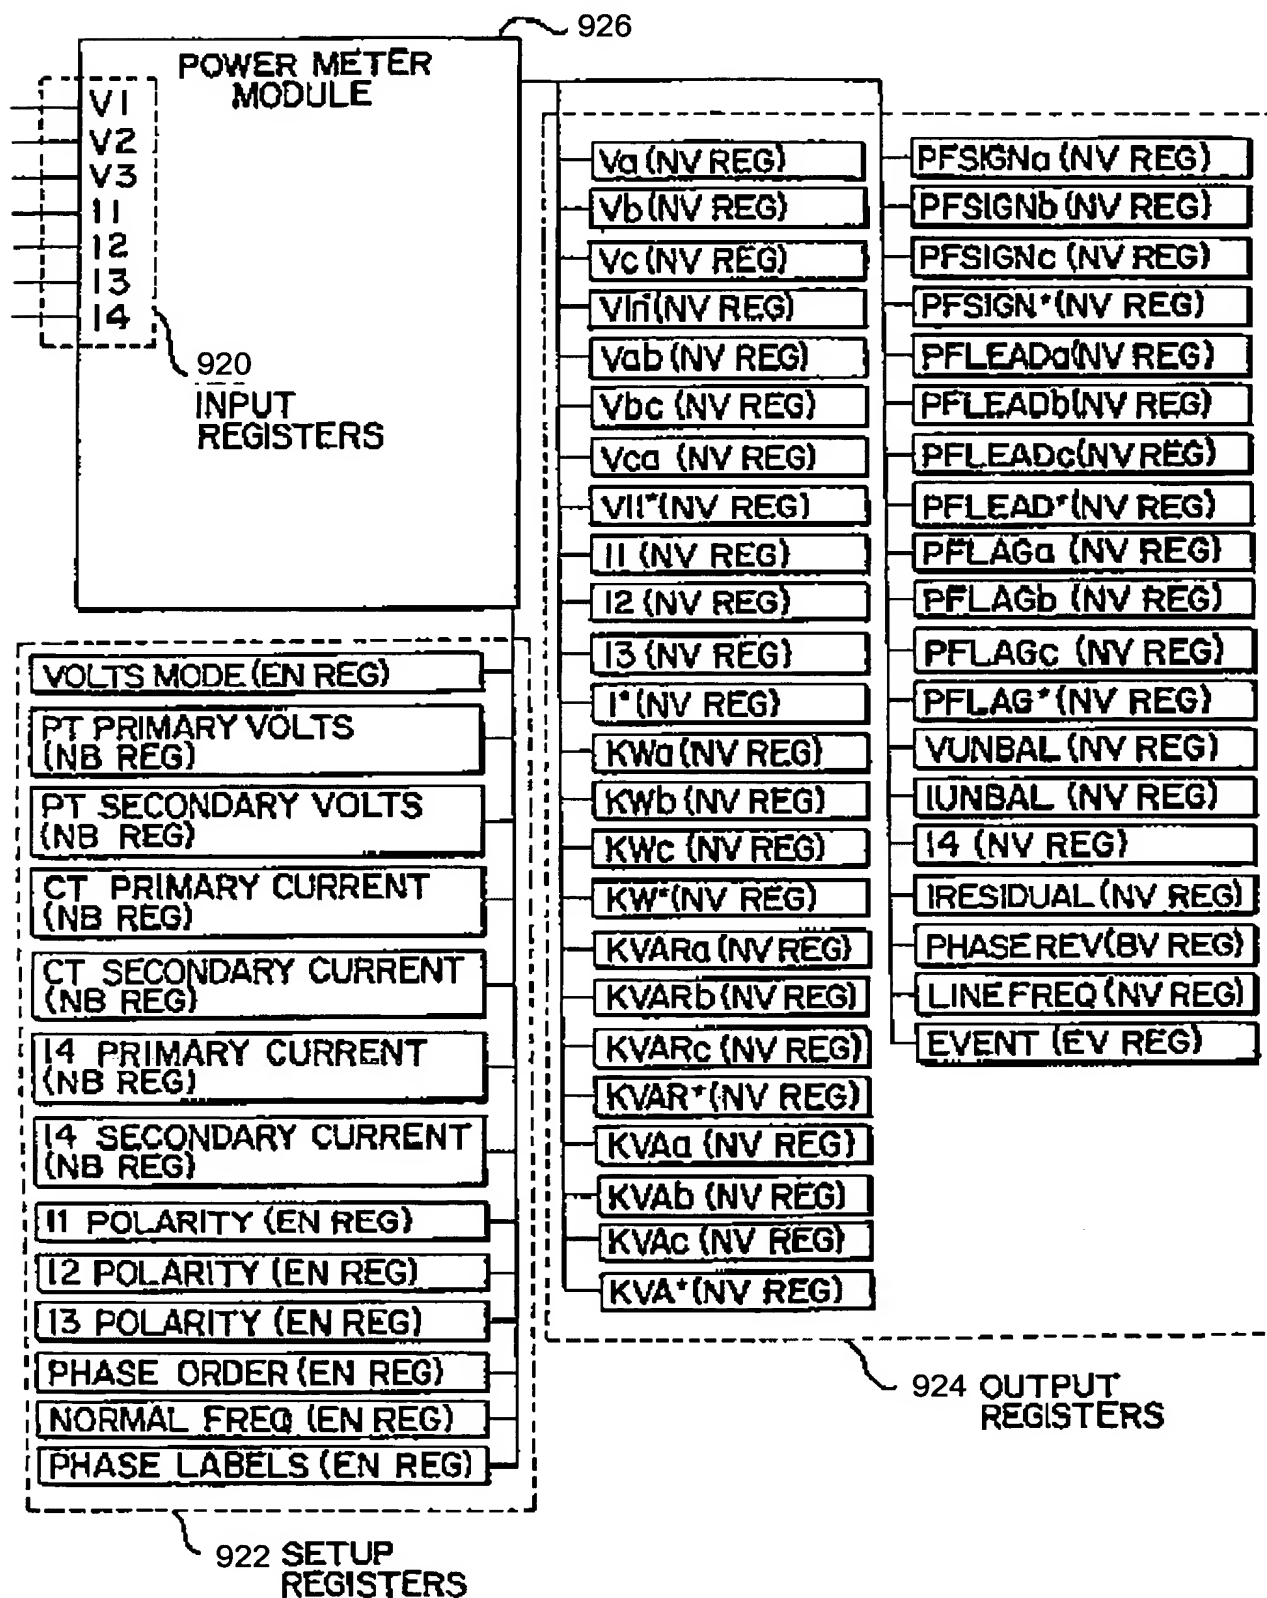 926
POWER METER
MODULE
V1
V2
V3
I1
I2
I3
I4
920
INPUT
REGISTERS
VOLTS MODE (EN REG)
PT PRIMARY VOLTS
(NB REG)
PT SECONDARY VOLTS
(NB REG)
CT PRIMARY CURRENT
(NB REG)
CT SECONDARY CURRENT
(NB REG)
I4 PRIMARY CURRENT
(NB REG)
I4 SECONDARY CURRENT
(NB REG)
I1 POLARITY (EN REG)
I2 POLARITY (EN REG)
I3 POLARITY (EN REG)
PHASE ORDER (EN REG)
NORMAL FREQ (EN REG)
PHASE LABELS (EN REG)
922 SETUP
REGISTERS
Va (NV REG)
Vb (NV REG)
Vc (NV REG)
Vln (NV REG)
Vab (NV REG)
Vbc (NV REG)
Vca (NV REG)
Vll* (NV REG)
I1 (NV REG)
I2 (NV REG)
I3 (NV REG)
I* (NV REG)
KWa (NV REG)
KWb (NV REG)
KWc (NV REG)
KW* (NV REG)
KVARa (NV REG)
KVARb (NV REG)
KVARc (NV REG)
KVAR* (NV REG)
KVAa (NV REG)
KVAb (NV REG)
KVAc (NV REG)
KVA* (NV REG)
PFSIGNa (NV REG)
PFSIGNb (NV REG)
PFSIGNc (NV REG)
PFSIGN* (NV REG)
PFLEADa (NV REG)
PFLEADb (NV REG)
PFLEADc (NV REG)
PFLEAD* (NV REG)
PFLAGa (NV REG)
PFLAGb (NV REG)
PFLAGc (NV REG)
PFLAG* (NV REG)
VUNBAL (NV REG)
IUNBAL (NV REG)
I4 (NV REG)
IRESIDUAL (NV REG)
PHASE REV (BV REG)
LINE FREQ (NV REG)
EVENT (EV REG)
924 OUTPUT
REGISTERS